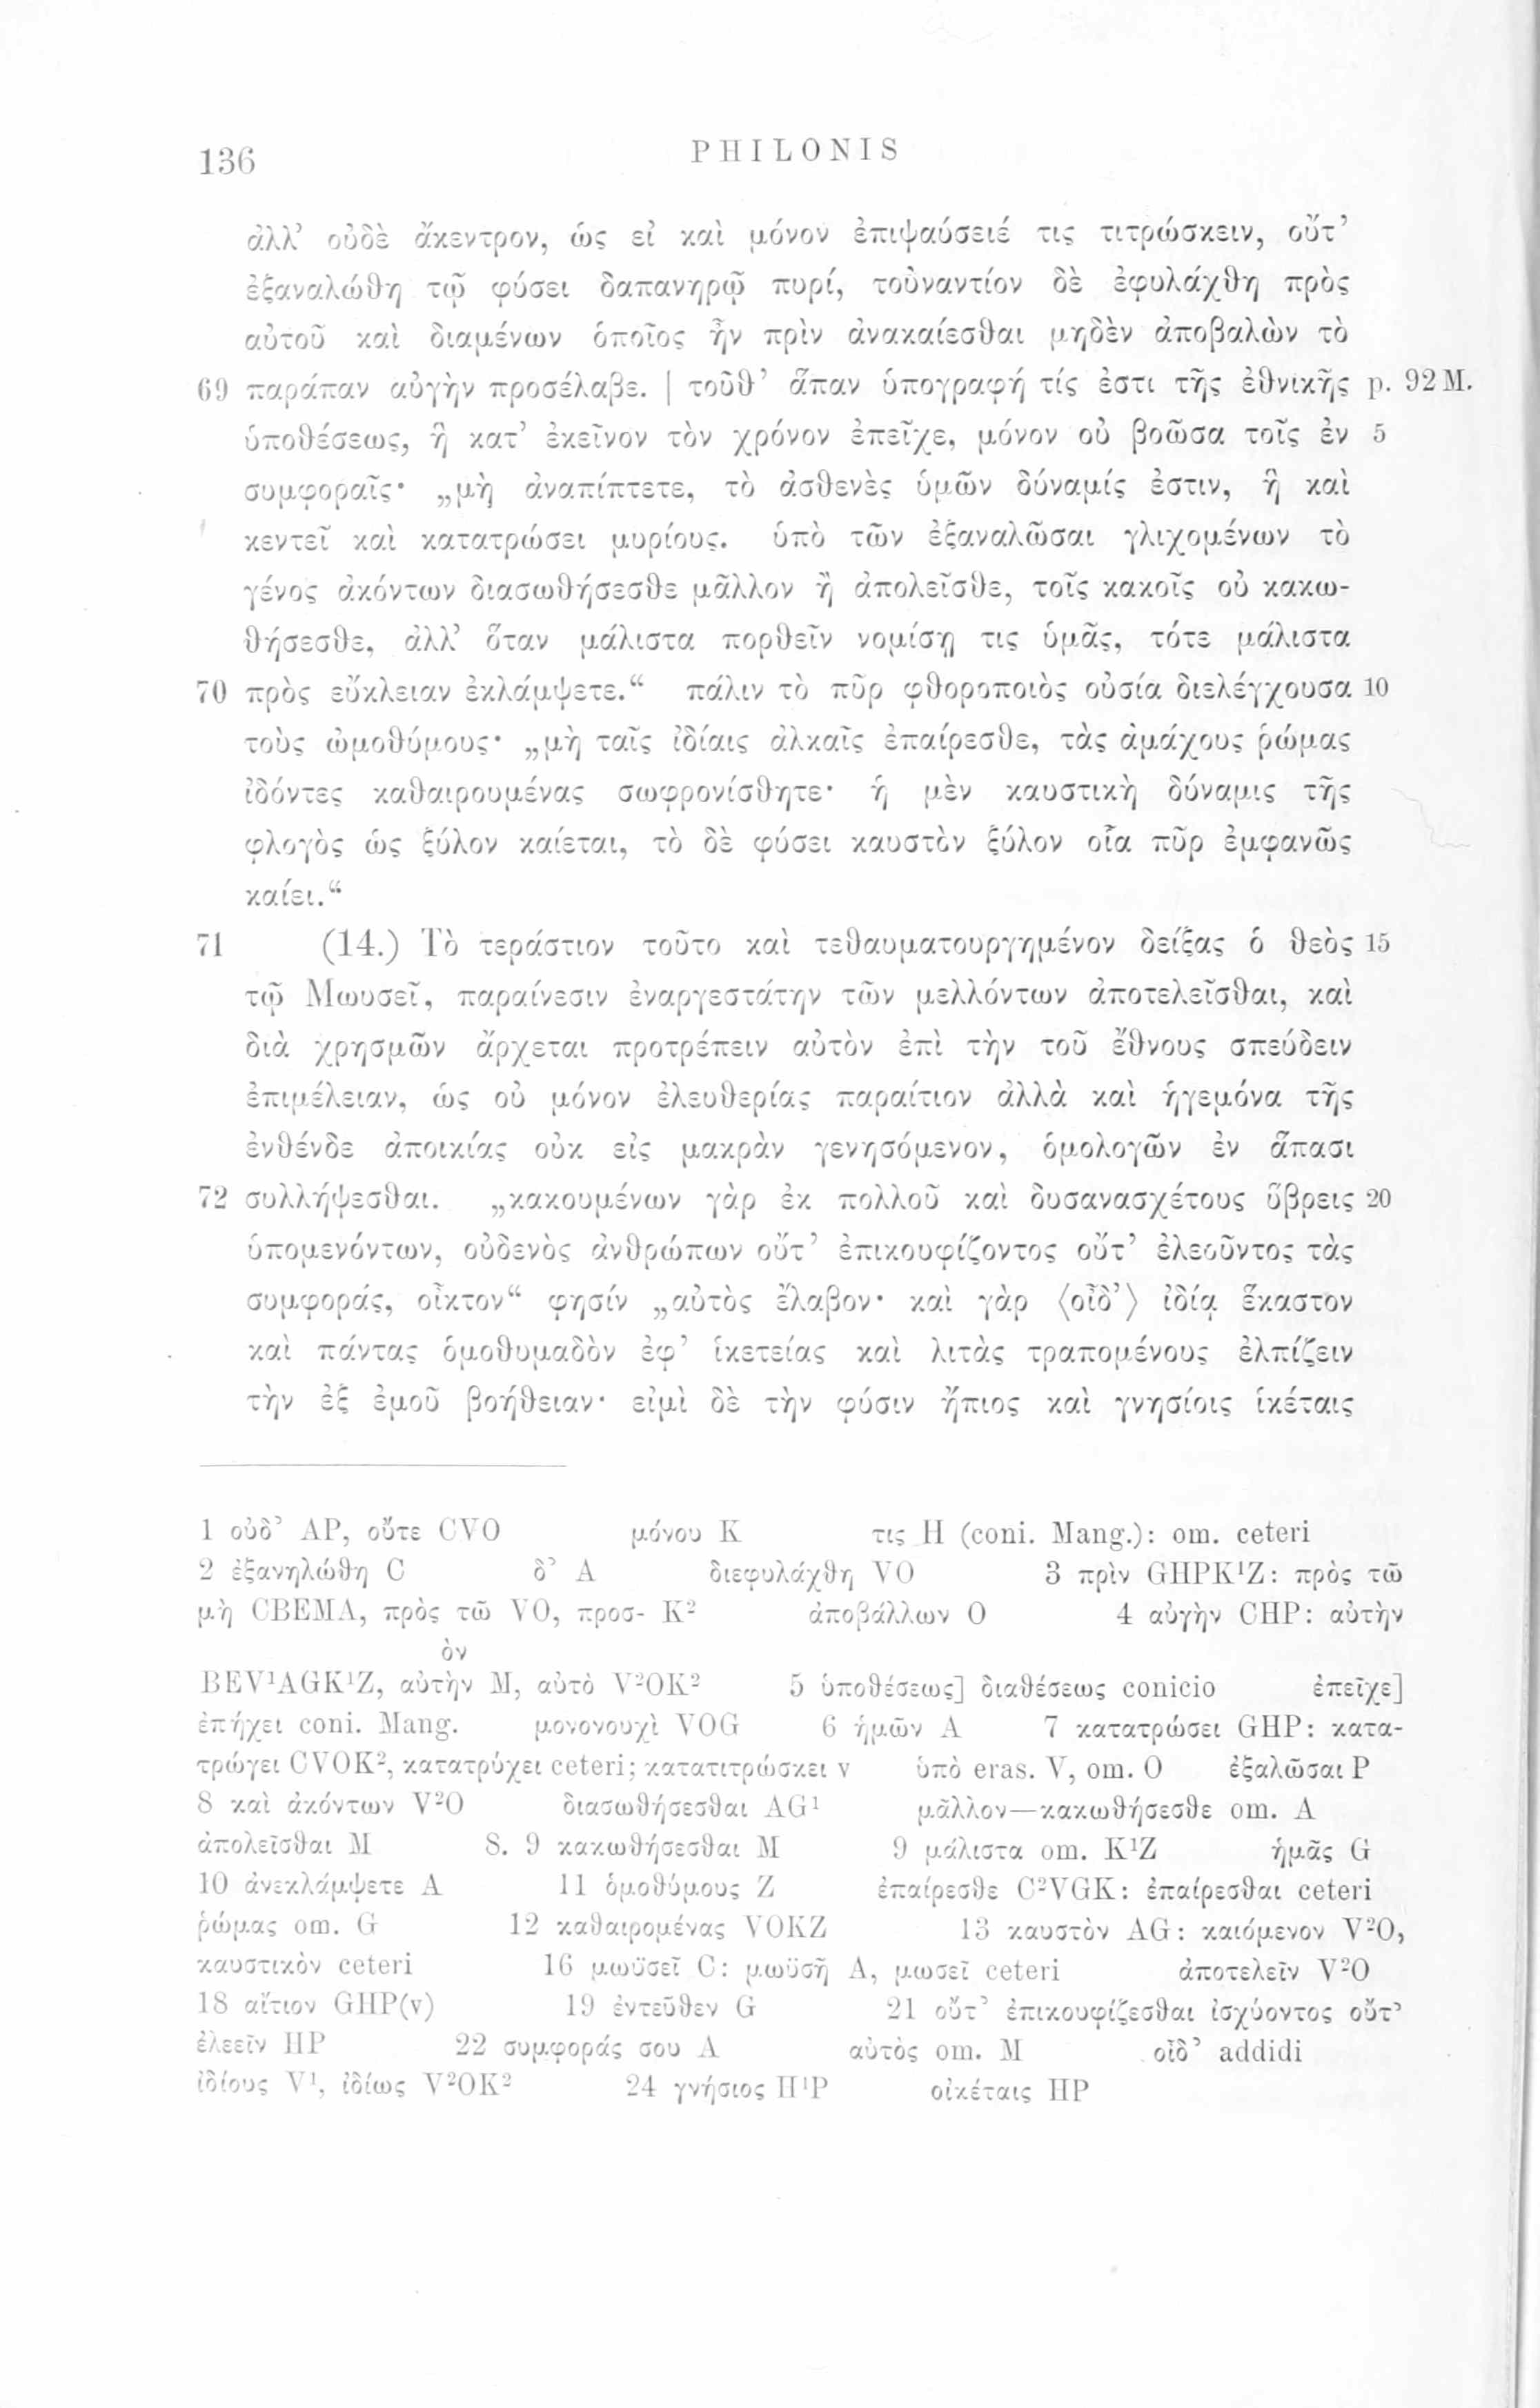 136 PHILONIS
ἀλλ’ οὐδὲ ἄκεντρον, ὡς εἰ καὶ μόνον ἐπιψαύσειέ τις τιτρώσκειν, οὔτ’
ἐξαναλώθη τῷ φύσει δαπανηρῷ πυρί, τοὐναντίον δὲ ἐφυλάχθη πρὸς
αὐτοῦ καὶ διαμένων ὁποῖος ἦν πρὶν ἀνακαίεσθαι μηδὲν ἀποβαλὼν τὸ
69 παράπαν αὐγὴν προσέλαβε. | τοῦθ’ ἅπαν ὑπογραφή τίς ἐστι τῆς ἐθνικῆς p. 92 M.
ὑποθέσεως, ἣ κατ’ ἐκεῖνον τὸν χρόνον ἐπεῖχε, μόνον οὐ βοῶσα τοῖς ἐν 5
συμφοραῖς· „μὴ ἀναπίπτετε, τὸ ἀσθενὲς ὑμῶν δύναμίς ἐστιν, ἣ καὶ
κεντεῖ καὶ κατατρώσει μυρίους. ὑπὸ τῶν ἐξαναλῶσαι γλιχομένων τὸ
γένος ἀκόντων διασωθήσεσθε μᾶλλον ἢ ἀπολεῖσθε, τοῖς κακοῖς οὐ κακω-
θήσεσθε, ἀλλ’ ὅταν μάλιστα πορθεῖν νομίσῃ τις ὑμᾶς, τότε μάλιστα
70 πρὸς εὔκλειαν ἐκλάμψετε.“ πάλιν τὸ πῦρ φθοροποιὸς οὐσία διελέγχουσα 10
τοὺς ὠμοθύμους· „μὴ ταῖς ἰδίαις ἀλκαῖς ἐπαίρεσθε, τὰς ἀμάχους ῥώμας
ἰδόντες καθαιρουμένας σωφρονίσθητε· ἡ μὲν καυστικὴ δύναμις τῆς
φλογὸς ὡς ξύλον καίεται, τὸ δὲ φύσει καυστὸν ξύλον οἷα πῦρ ἐμφανῶς
καίει.“
71 (14.) Τὸ τεράστιον τοῦτο καὶ τεθαυματουργημένον δείξας ὁ θεὸς 15
τῷ Μωυσεῖ, παραίνεσιν ἐναργεστάτην τῶν μελλόντων ἀποτελεῖσθαι, καὶ
διὰ χρησμῶν ἄρχεται προτρέπειν αὐτὸν ἐπὶ τὴν τοῦ ἔθνους σπεύδειν
ἐπιμέλειαν, ὡς οὐ μόνον ἐλευθερίας παραίτιον ἀλλὰ καὶ ἡγεμόνα τῆς
ἐνθένδε ἀποικίας οὐκ εἰς μακρὰν γενησόμενον, ὁμολογῶν ἐν ἅπασι
72 συλλήψεσθαι. „κακουμένων γὰρ ἐκ πολλοῦ καὶ δυσανασχέτους ὕβρεις 20
ὑπομενόντων, οὐδενὸς ἀνθρώπων οὔτ’ ἐπικουφίζοντος οὔτ’ ἐλεοῦντος τὰς
συμφοράς, οἶκτον“ φησίν „αὐτὸς ἔλαβον· καὶ γὰρ ⟨οἶδ’⟩ ἰδίᾳ ἕκαστον
καὶ πάντας ὁμοθυμαδὸν ἐφ’ ἱκετείας καὶ λιτὰς τραπομένους ἐλπίζειν
τὴν ἐξ ἐμοῦ βοήθειαν· εἰμὶ δὲ τὴν φύσιν ἤπιος καὶ γνησίοις ἱκέταις
1 οὐδ’ AP, οὔτε CVO μόνου K τις H (coni. Mang.): om. ceteri
2 ἐξανηλώθη C δ’ A διεφυλάχθη VO 3 πρὶν GHPK¹Z: πρὸς τῶ
μὴ CBEMA, πρὸς τῶ VO, προσ- K² ἀποβάλλων O 4 αὐγὴν CHP: αὐτὴν
ὸν
BEV¹AGK¹Z, αὐτὴν M, αὐτὸ V²OK² 5 ὑποθέσεως] διαθέσεως conicio ἐπεῖχε]
ἐπήχει coni. Mang. μονονουχὶ VOG 6 ἡμῶν A 7 κατατρώσει GHP: κατα-
τρώγει CVOK², κατατρύχει ceteri; κατατιτρώσκει v ὑπὸ eras. V, om. O ἐξαλῶσαι P
8 καὶ ἀκόντων V²O διασωθήσεσθαι AG¹ μᾶλλον—κακωθήσεσθε om. A
ἀπολεῖσθαι M 8. 9 κακωθήσεσθαι M 9 μάλιστα om. K¹Z ἡμᾶς G
10 ἀνεκλάμψετε A 11 ὁμοθύμους Z ἐπαίρεσθε C²VGK: ἐπαίρεσθαι ceteri
ῥώμας om. G 12 καθαιρομένας VOKZ 13 καυστὸν AG: καιόμενον V²O,
καυστικὸν ceteri 16 μωϋσεῖ C: μωϋσῆ A, μωσεῖ ceteri ἀποτελεῖν V²O
18 αἴτιον GHP(v) 19 ἐντεῦθεν G 21 οὔτ’ ἐπικουφίζεσθαι ἰσχύοντος οὔτ’
ἐλεεῖν HP 22 συμφοράς σου A αὐτὸς om. M οἶδ’ addidi
ἰδίους V¹, ἰδίως V²OK² 24 γνήσιος H¹P οἰκέταις HP